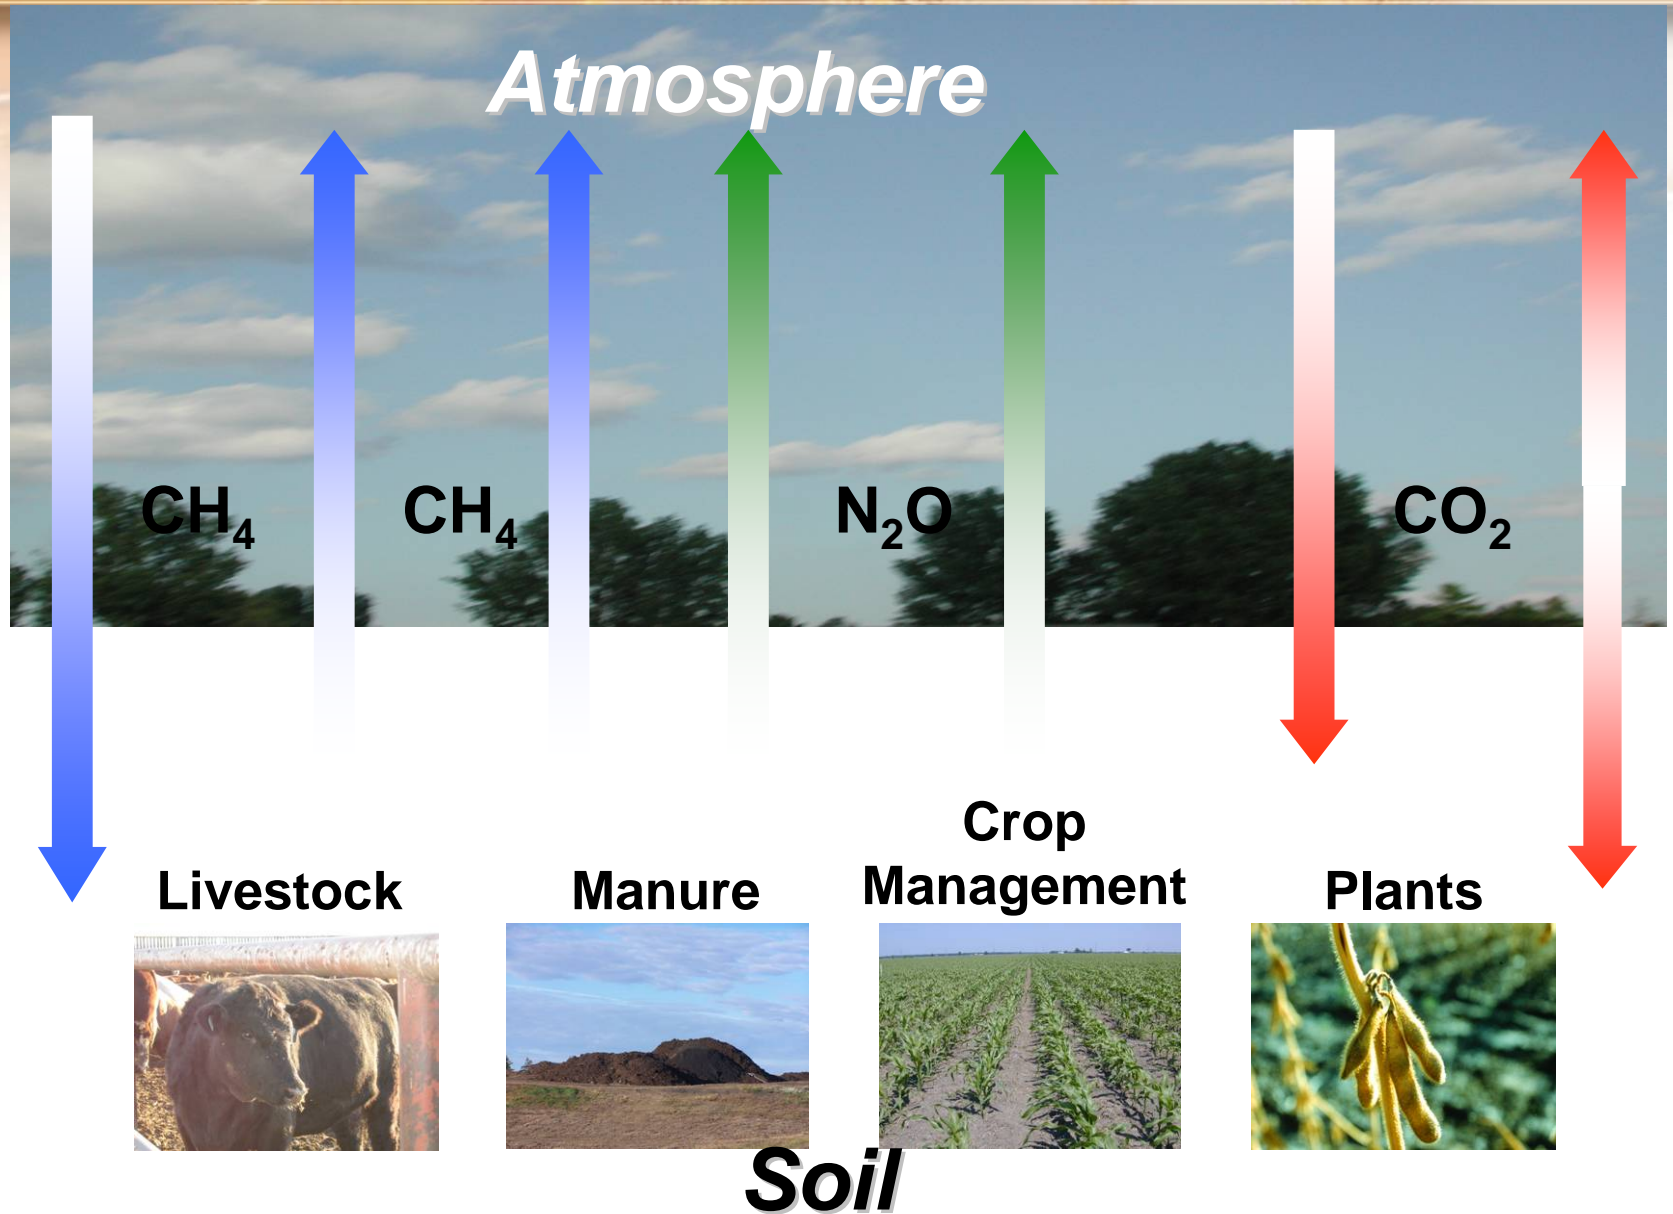 Atmosphere
CH₄ CH₄ N₂O CO₂
Crop
Livestock Manure Management Plants
Soil